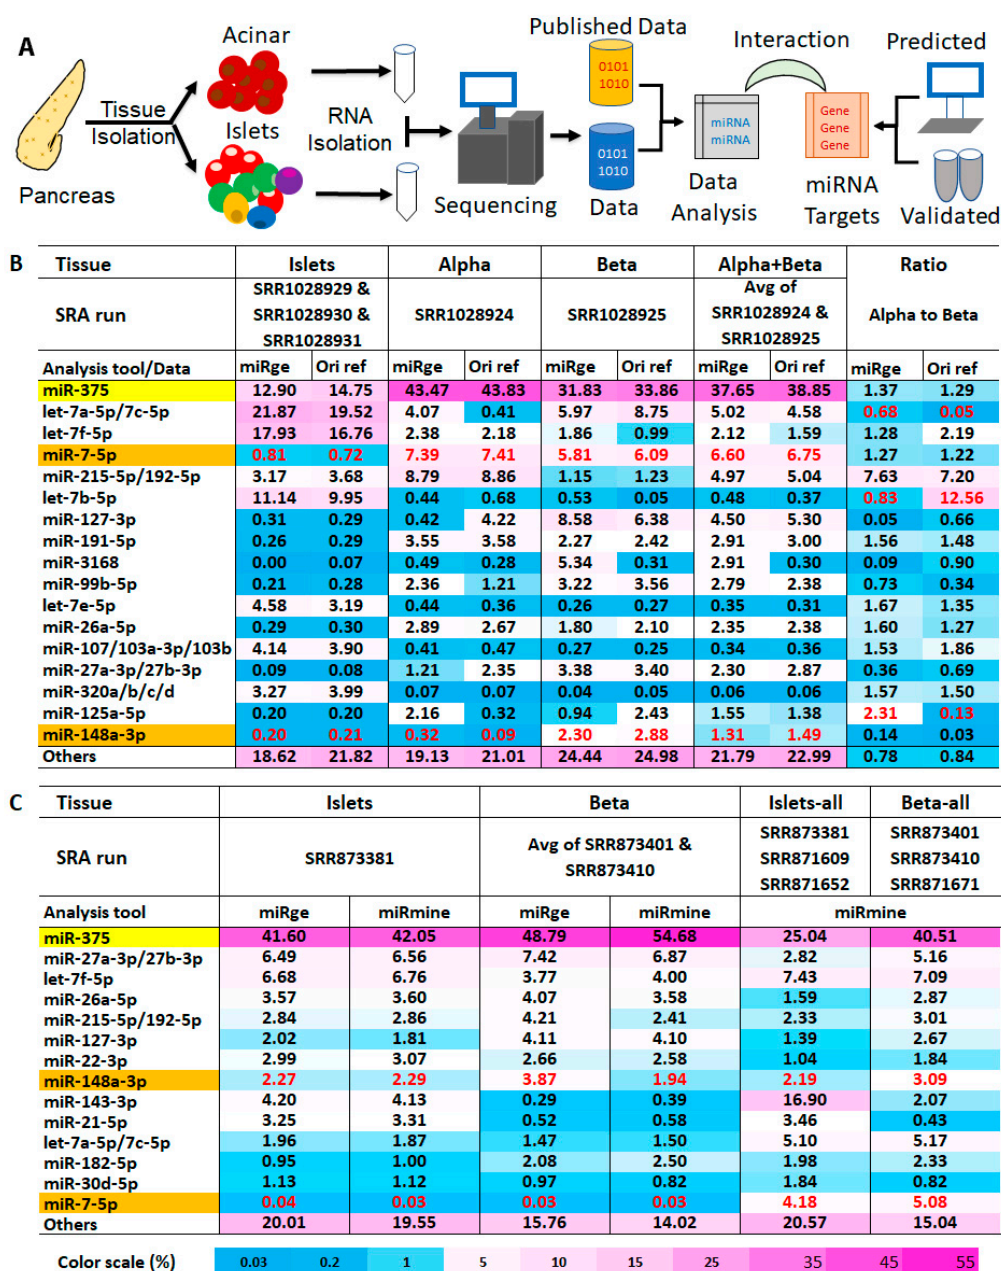 A
Acinar
Published Data
Interaction
Predicted
Tissue
Isolation
Islets
RNA
Isolation
0101
1010
0101
1010
miRNA
miRNA
Gene
Gene
Gene
Pancreas
Sequencing
Data
Data
Analysis
miRNA
Targets
Validated
B
Tissue Islets Alpha Beta Alpha+Beta Ratio
SRA run SRR1028929 & SRR1028930 & SRR1028931 SRR1028924 SRR1028925 Avg of SRR1028924 & SRR1028925 Alpha to Beta
Analysis tool/Data miRge Ori ref miRge Ori ref miRge Ori ref miRge Ori ref miRge Ori ref
miR-375 12.90 14.75 43.47 43.83 31.83 33.86 37.65 38.85 1.37 1.29
let-7a-5p/7c-5p 21.87 19.52 4.07 0.41 5.97 8.75 5.02 4.58 0.68 0.05
let-7f-5p 17.93 16.76 2.38 2.18 1.86 0.99 2.12 1.59 1.28 2.19
miR-7-5p 0.81 0.72 7.39 7.41 5.81 6.09 6.60 6.75 1.27 1.22
miR-215-5p/192-5p 3.17 3.68 8.79 8.86 1.15 1.23 4.97 5.04 7.63 7.20
let-7b-5p 11.14 9.95 0.44 0.68 0.53 0.05 0.48 0.37 0.83 12.56
miR-127-3p 0.31 0.29 0.42 4.22 8.58 6.38 4.50 5.30 0.05 0.66
miR-191-5p 0.26 0.29 3.55 3.58 2.27 2.42 2.91 3.00 1.56 1.48
miR-3168 0.00 0.07 0.49 0.28 5.34 0.31 2.91 0.30 0.09 0.90
miR-99b-5p 0.21 0.28 2.36 1.21 3.22 3.56 2.79 2.38 0.73 0.34
let-7e-5p 4.58 3.19 0.44 0.36 0.26 0.27 0.35 0.31 1.67 1.35
miR-26a-5p 0.29 0.30 2.89 2.67 1.80 2.10 2.35 2.38 1.60 1.27
miR-107/103a-3p/103b 4.14 3.90 0.41 0.47 0.27 0.25 0.34 0.36 1.53 1.86
miR-27a-3p/27b-3p 0.09 0.08 1.21 2.35 3.38 3.40 2.30 2.87 0.36 0.69
miR-320a/b/c/d 3.27 3.99 0.07 0.07 0.04 0.05 0.06 0.06 1.57 1.50
miR-125a-5p 0.20 0.20 2.16 0.32 0.94 2.43 1.55 1.38 2.31 0.13
miR-148a-3p 0.20 0.21 0.32 0.09 2.30 2.88 1.31 1.49 0.14 0.03
Others 18.62 21.82 19.13 21.01 24.44 24.98 21.79 22.99 0.78 0.84
C
Tissue Islets Beta Islets-all Beta-all
SRA run SRR873381 Avg of SRR873401 & SRR873410 SRR873381 SRR871609 SRR871652 SRR873401 SRR873410 SRR871671
Analysis tool miRge miRmine miRge miRmine miRmine
miR-375 41.60 42.05 48.79 54.68 25.04 40.51
miR-27a-3p/27b-3p 6.49 6.56 7.42 6.87 2.82 5.16
let-7f-5p 6.68 6.76 3.77 4.00 7.43 7.09
miR-26a-5p 3.57 3.60 4.07 3.58 1.59 2.87
miR-215-5p/192-5p 2.84 2.86 4.21 2.41 2.33 3.01
miR-127-3p 2.02 1.81 4.11 4.10 1.39 2.67
miR-22-3p 2.99 3.07 2.66 2.58 1.04 1.84
miR-148a-3p 2.27 2.29 3.87 1.94 2.19 3.09
miR-143-3p 4.20 4.13 0.29 0.39 16.90 2.07
miR-21-5p 3.25 3.31 0.52 0.58 3.46 0.43
let-7a-5p/7c-5p 1.96 1.87 1.47 1.50 5.10 5.17
miR-182-5p 0.95 1.00 2.08 2.50 1.98 2.33
miR-30d-5p 1.13 1.12 0.97 0.82 1.84 0.82
miR-7-5p 0.04 0.03 0.03 0.03 4.18 5.08
Others 20.01 19.55 15.76 14.02 20.57 15.04
Color scale (%) 0.03 0.2 1 5 10 15 25 35 45 55